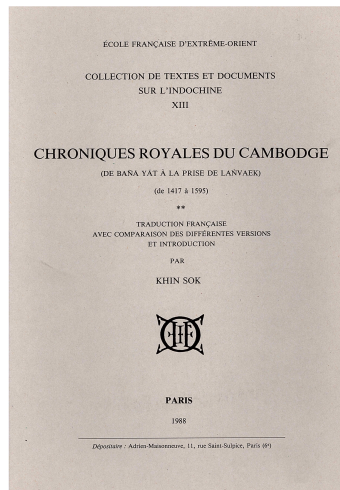 ÉCOLE FRANÇAISE D'EXTRÊME-ORIENT
COLLECTION DE TEXTES ET DOCUMENTS
SUR L'INDOCHINE
XIII
CHRONIQUES ROYALES DU CAMBODGE
(DE BAÑA YÀT À LA PRISE DE LAṄVAEK)
(de 1417 à 1595)
**
TRADUCTION FRANÇAISE
AVEC COMPARAISON DES DIFFÉRENTES VERSIONS
ET INTRODUCTION
PAR
KHIN SOK
PARIS
1988
Dépositaire : Adrien-Maisonneuve, 11, rue Saint-Sulpice, Paris (6e)